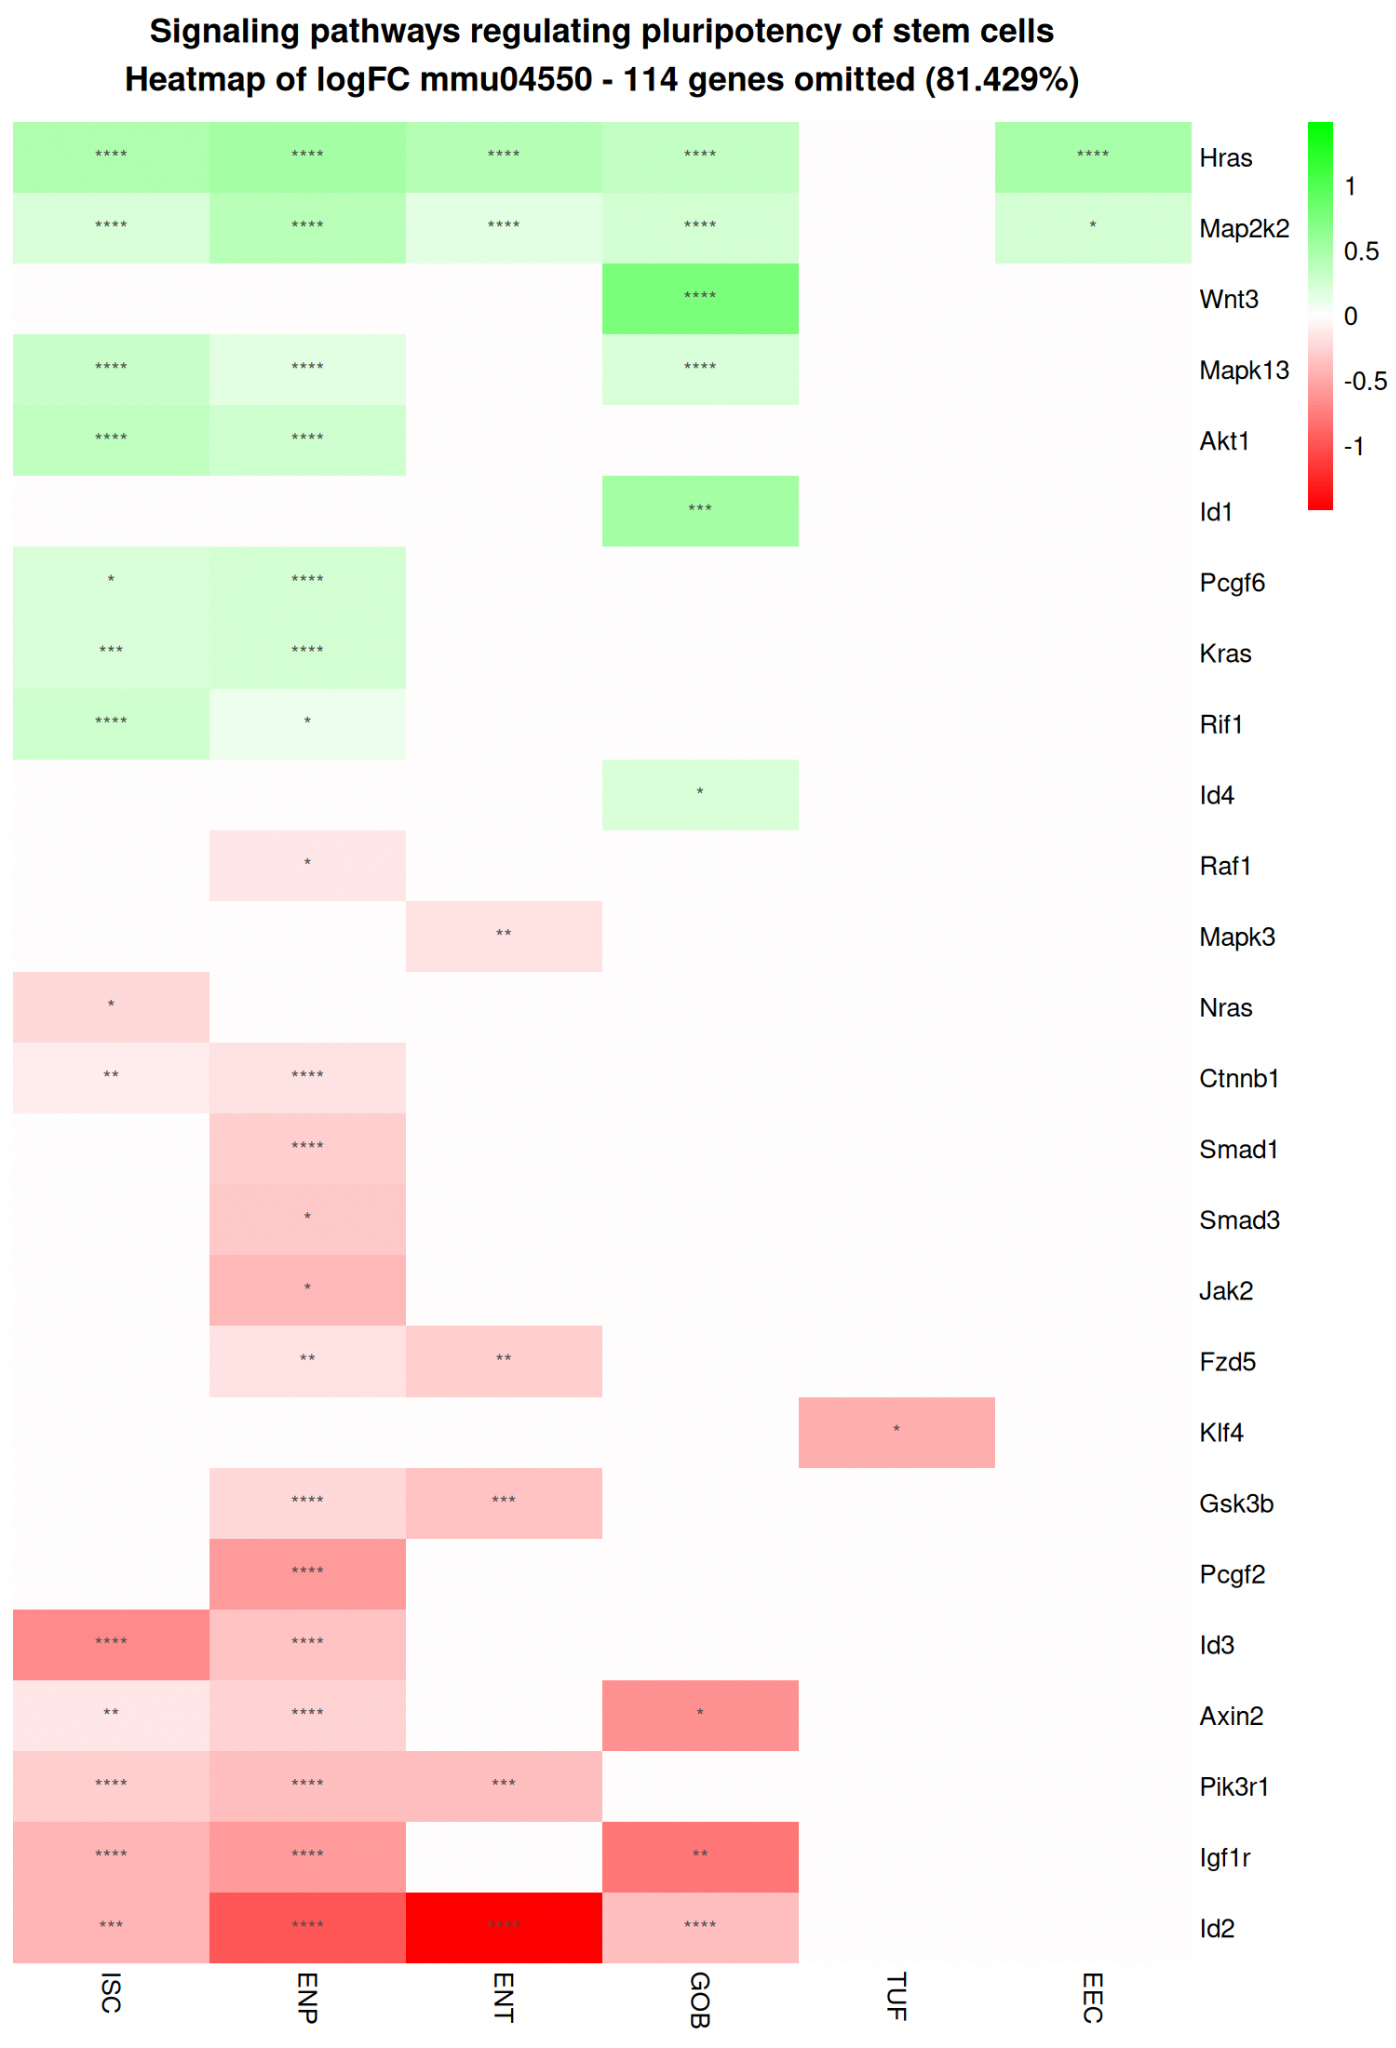 Signaling pathways regulating pluripotency of stem cells
Heatmap of logFC mmu04550 - 114 genes omitted (81.429%)
**** **** **** **** **** Hras
**** **** **** **** * Map2k2
**** Wnt3
**** **** **** Mapk13
**** **** Akt1
*** Id1
* **** Pcgf6
*** **** Kras
**** * Rif1
* Id4
* Raf1
** Mapk3
* Nras
** **** Ctnnb1
**** Smad1
* Smad3
* Jak2
** ** Fzd5
* Klf4
**** *** Gsk3b
**** Pcgf2
**** **** Id3
** **** * Axin2
**** **** *** Pik3r1
**** **** ** Igf1r
*** **** **** **** Id2
ISC ENP ENT GOB TUF EEC
1
0.5
0
-0.5
-1